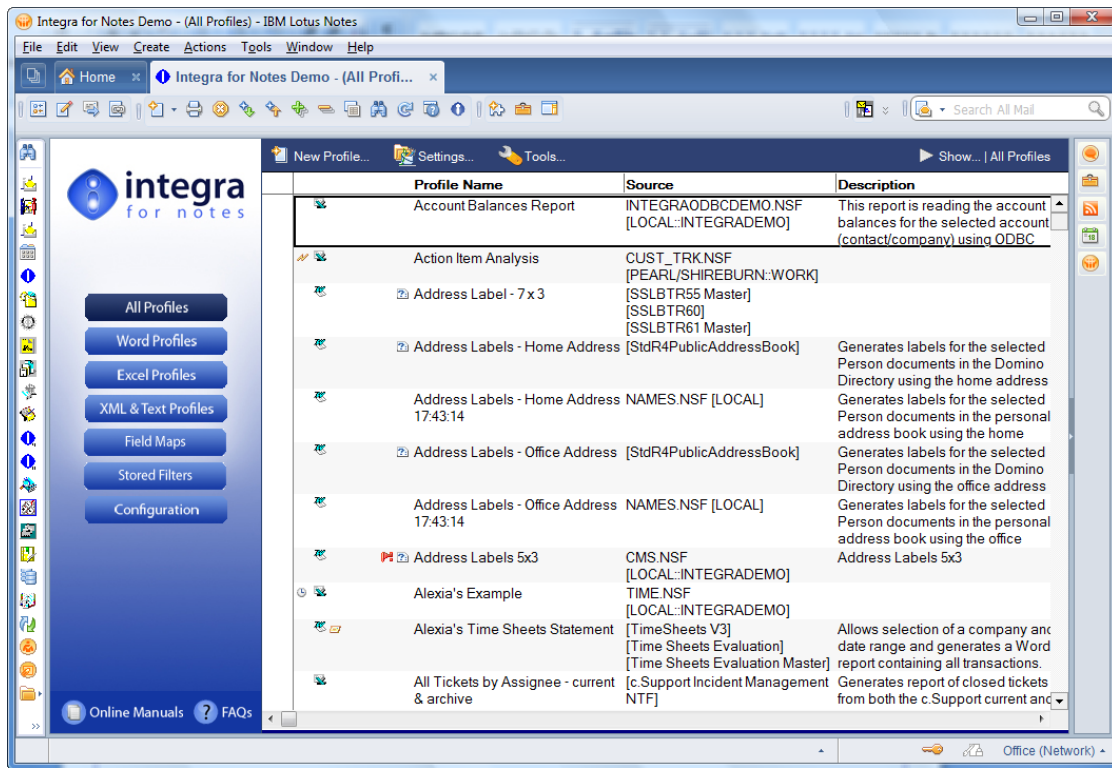 Integra for Notes Demo - (All Profiles) - IBM Lotus Notes
File Edit View Create Actions Tools Window Help
Home Integra for Notes Demo - (All Profi...
Search All Mail
integra
for notes
All Profiles
Word Profiles
Excel Profiles
XML & Text Profiles
Field Maps
Stored Filters
Configuration
Online Manuals ? FAQs
New Profile... Settings... Tools... Show... | All Profiles
Profile Name Source Description
Account Balances Report INTEGRAODBCDEMO.NSF This report is reading the account
[LOCAL::INTEGRADEMO] balances for the selected account
(contact/company) using ODBC
Action Item Analysis CUST_TRK.NSF
[PEARL/SHIREBURN::WORK]
Address Label - 7 x 3 [SSLBTR55 Master]
[SSLBTR60]
[SSLBTR61 Master]
Address Labels - Home Address [StdR4PublicAddressBook] Generates labels for the selected
Person documents in the Domino
Directory using the home address
Address Labels - Home Address NAMES.NSF [LOCAL] Generates labels for the selected
17:43:14 Person documents in the personal
address book using the home
Address Labels - Office Address [StdR4PublicAddressBook] Generates labels for the selected
Person documents in the Domino
Directory using the office address
Address Labels - Office Address NAMES.NSF [LOCAL] Generates labels for the selected
17:43:14 Person documents in the personal
address book using the office
Address Labels 5x3 CMS.NSF Address Labels 5x3
[LOCAL::INTEGRADEMO]
Alexia's Example TIME.NSF
[LOCAL::INTEGRADEMO]
Alexia's Time Sheets Statement [TimeSheets V3] Allows selection of a company and
[Time Sheets Evaluation] date range and generates a Word
[Time Sheets Evaluation Master] report containing all transactions.
All Tickets by Assignee - current [c.Support Incident Management Generates report of closed tickets
& archive NTF] from both the c.Support current and
Office (Network)